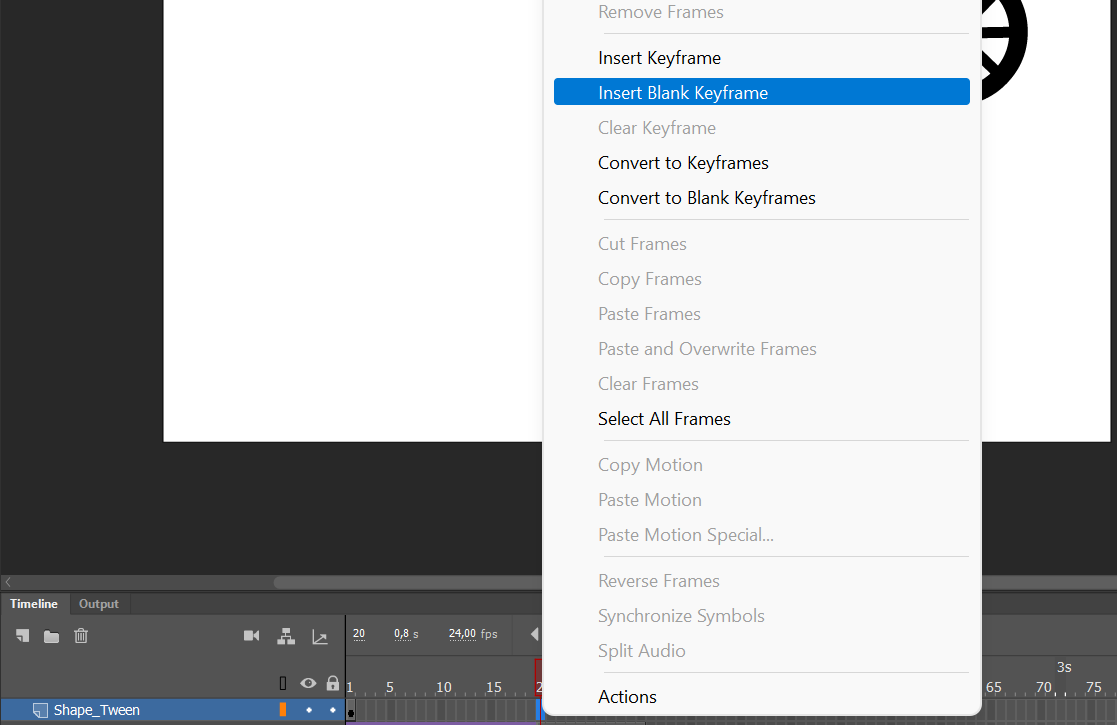 Remove Frames
Insert Keyframe
Insert Blank Keyframe
Clear Keyframe
Convert to Keyframes
Convert to Blank Keyframes
Cut Frames
Copy Frames
Paste Frames
Paste and Overwrite Frames
Clear Frames
Select All Frames
Copy Motion
Paste Motion
Paste Motion Special...
Reverse Frames
Synchronize Symbols
Split Audio
Actions
Timeline Output
20 0,8 s 24,00 fps
3s
1 5 10 15 65 70 75
Shape_Tween